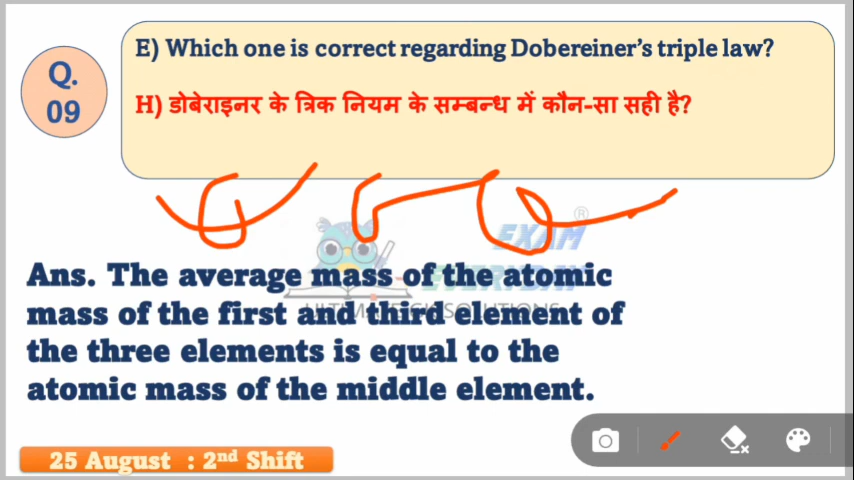 Q.
09
E) Which one is correct regarding Dobereiner's triple law?
H) डोबेराइनर के त्रिक नियम के सम्बन्ध में कौन-सा सही है?
EXAM
®
Ans. The average mass of the atomic
mass of the first and third element of
the three elements is equal to the
atomic mass of the middle element.
25 August : 2nd Shift